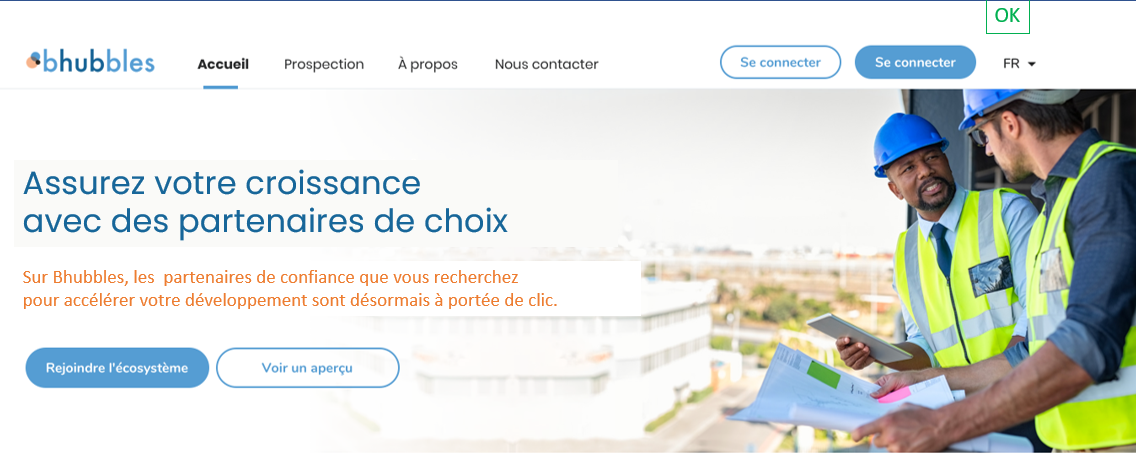 OK
bhubbles
Accueil
Prospection
À propos
Nous contacter
Se connecter
Se connecter
FR
Assurez votre croissance
avec des partenaires de choix
Sur Bhubbles, les  partenaires de confiance que vous recherchez
pour accélérer votre développement sont désormais à portée de clic.
Rejoindre l'écosystème
Voir un aperçu